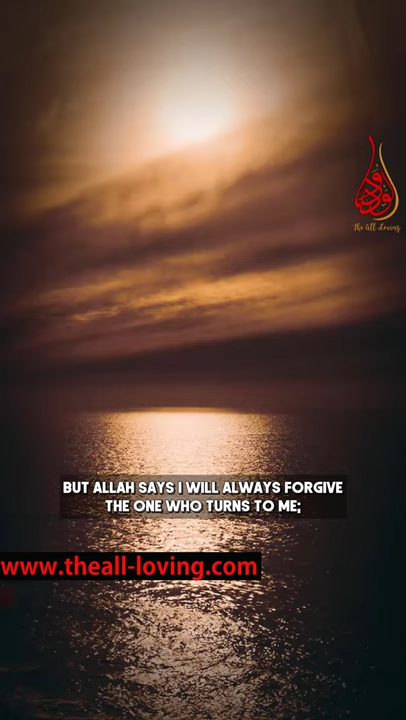 The All Loving
BUT ALLAH SAYS I WILL ALWAYS FORGIVE
THE ONE WHO TURNS TO ME;
www.theall-loving.com